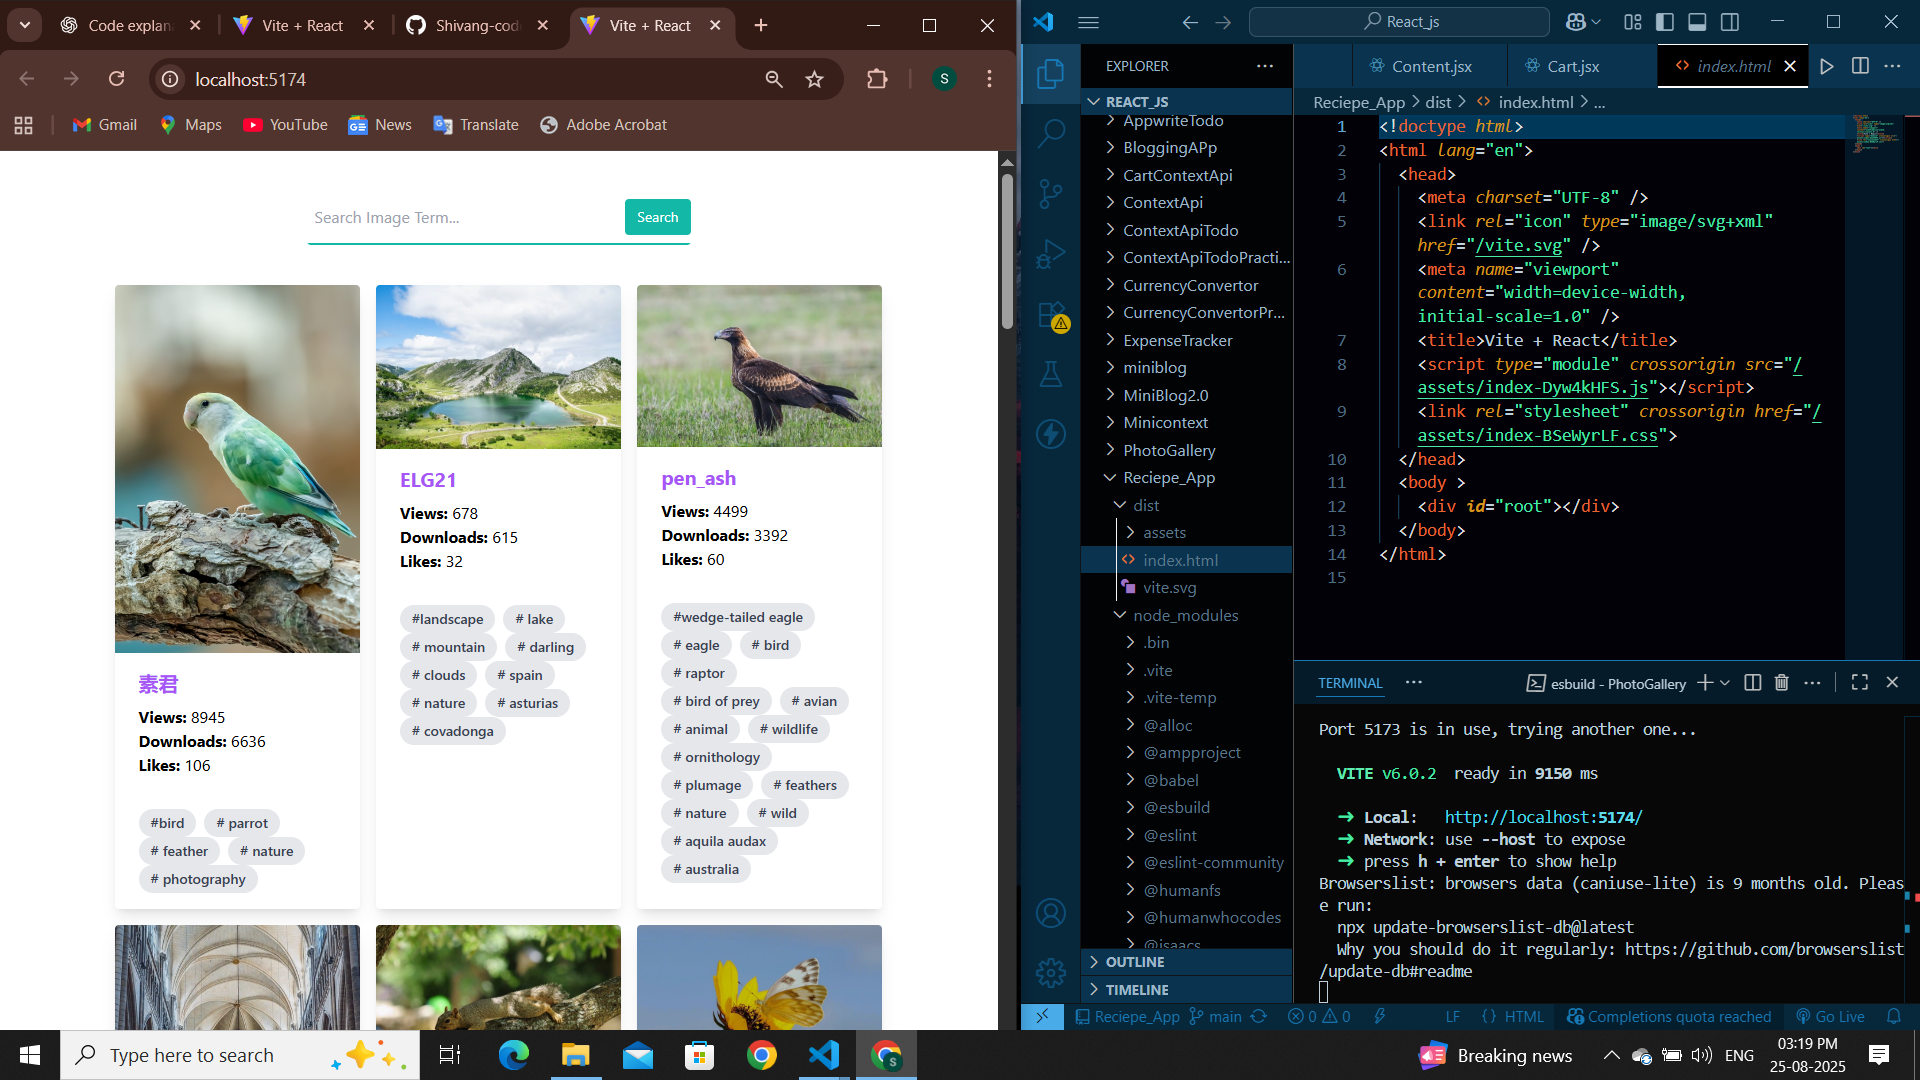 Code explan
Vite + React
Shivang-cod
Vite + React
localhost:5174
S
Gmail
Maps
YouTube
News
Translate
Adobe Acrobat
Search Image Term...
Search
素君
Views: 8945
Downloads: 6636
Likes: 106
#bird
# parrot
# feather
# nature
# photography
ELG21
Views: 678
Downloads: 615
Likes: 32
#landscape
# lake
# mountain
# darling
# clouds
# spain
# nature
# asturias
# covadonga
pen_ash
Views: 4499
Downloads: 3392
Likes: 60
#wedge-tailed eagle
# eagle
# bird
# raptor
# bird of prey
# avian
# animal
# wildlife
# ornithology
# plumage
# feathers
# nature
# wild
# aquila audax
# australia
React_js
EXPLORER
REACT_JS
AppwriteTodo
BloggingAPp
CartContextApi
ContextApi
ContextApiTodo
ContextApiTodoPracti...
CurrencyConvertor
CurrencyConvertorPr...
ExpenseTracker
miniblog
MiniBlog2.0
Minicontext
PhotoGallery
Reciepe_App
dist
assets
index.html
vite.svg
node_modules
.bin
.vite
.vite-temp
@alloc
@ampproject
@babel
@esbuild
@eslint
@eslint-community
@humanfs
@humanwhocodes
@isaacs
OUTLINE
TIMELINE
Content.jsx
Cart.jsx
index.html
Reciepe_App > dist > index.html > ...
1 <!doctype html>
2 <html lang="en">
3 <head>
4 <meta charset="UTF-8" />
5 <link rel="icon" type="image/svg+xml"
href="/vite.svg" />
6 <meta name="viewport"
content="width=device-width,
initial-scale=1.0" />
7 <title>Vite + React</title>
8 <script type="module" crossorigin src="/
assets/index-Dyw4kHFS.js"></script>
9 <link rel="stylesheet" crossorigin href="/
assets/index-BSeWyrLF.css">
10 </head>
11 <body >
12 <div id="root"></div>
13 </body>
14 </html>
15
TERMINAL
esbuild - PhotoGallery
Port 5173 is in use, trying another one...
VITE v6.0.2 ready in 9150 ms
➜ Local: http://localhost:5174/
➜ Network: use --host to expose
➜ press h + enter to show help
Browserslist: browsers data (caniuse-lite) is 9 months old. Pleas
e run:
npx update-browserslist-db@latest
Why you should do it regularly: https://github.com/browserslist
/update-db#readme
Reciepe_App
main
0
0
LF
{} HTML
Completions quota reached
Go Live
Type here to search
S
Breaking news
ENG
03:19 PM
25-08-2025